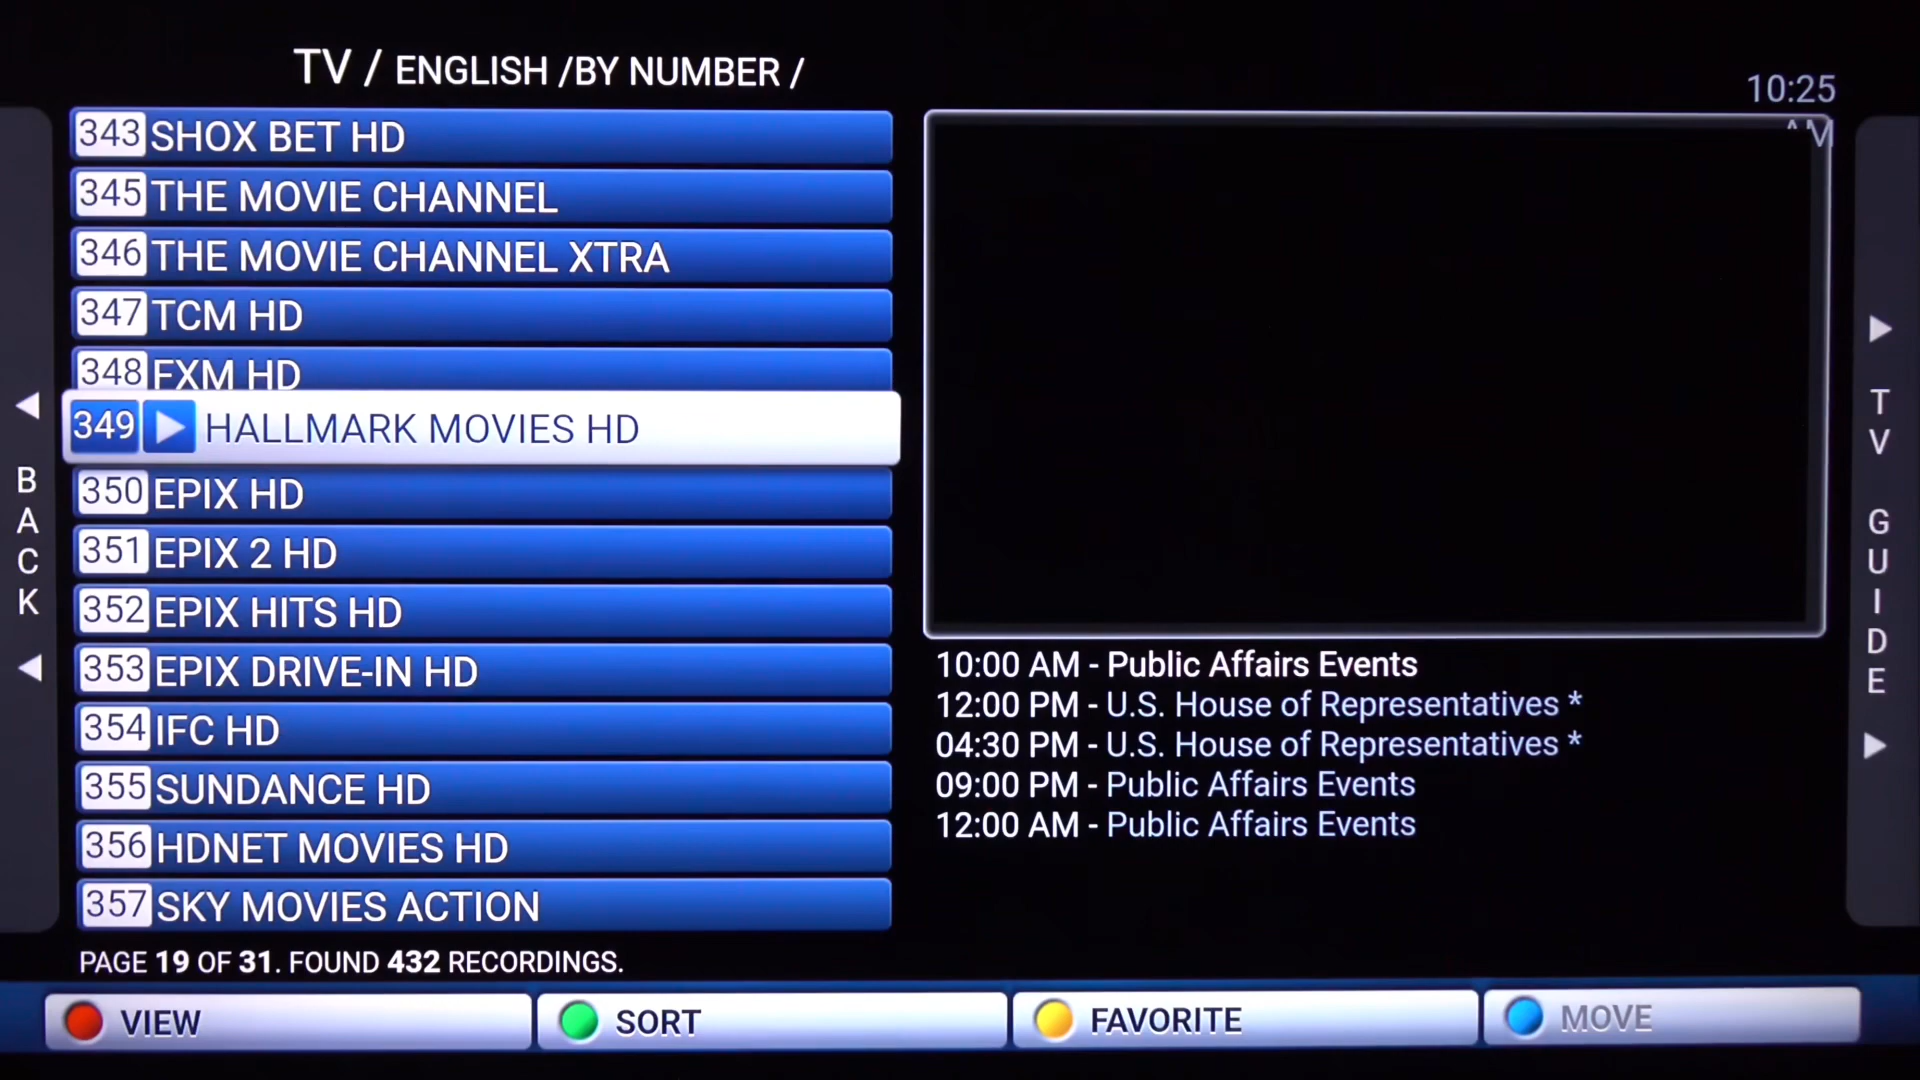 TV / ENGLISH /BY NUMBER /
10:25
AM
343 SHOX BET HD
345 THE MOVIE CHANNEL
346 THE MOVIE CHANNEL XTRA
347 TCM HD
348 FXM HD
349 HALLMARK MOVIES HD
350 EPIX HD
351 EPIX 2 HD
352 EPIX HITS HD
353 EPIX DRIVE-IN HD
354 IFC HD
355 SUNDANCE HD
356 HDNET MOVIES HD
357 SKY MOVIES ACTION
BACK
TV GUIDE
10:00 AM - Public Affairs Events
12:00 PM - U.S. House of Representatives *
04:30 PM - U.S. House of Representatives *
09:00 PM - Public Affairs Events
12:00 AM - Public Affairs Events
PAGE 19 OF 31. FOUND 432 RECORDINGS.
VIEW
SORT
FAVORITE
MOVE